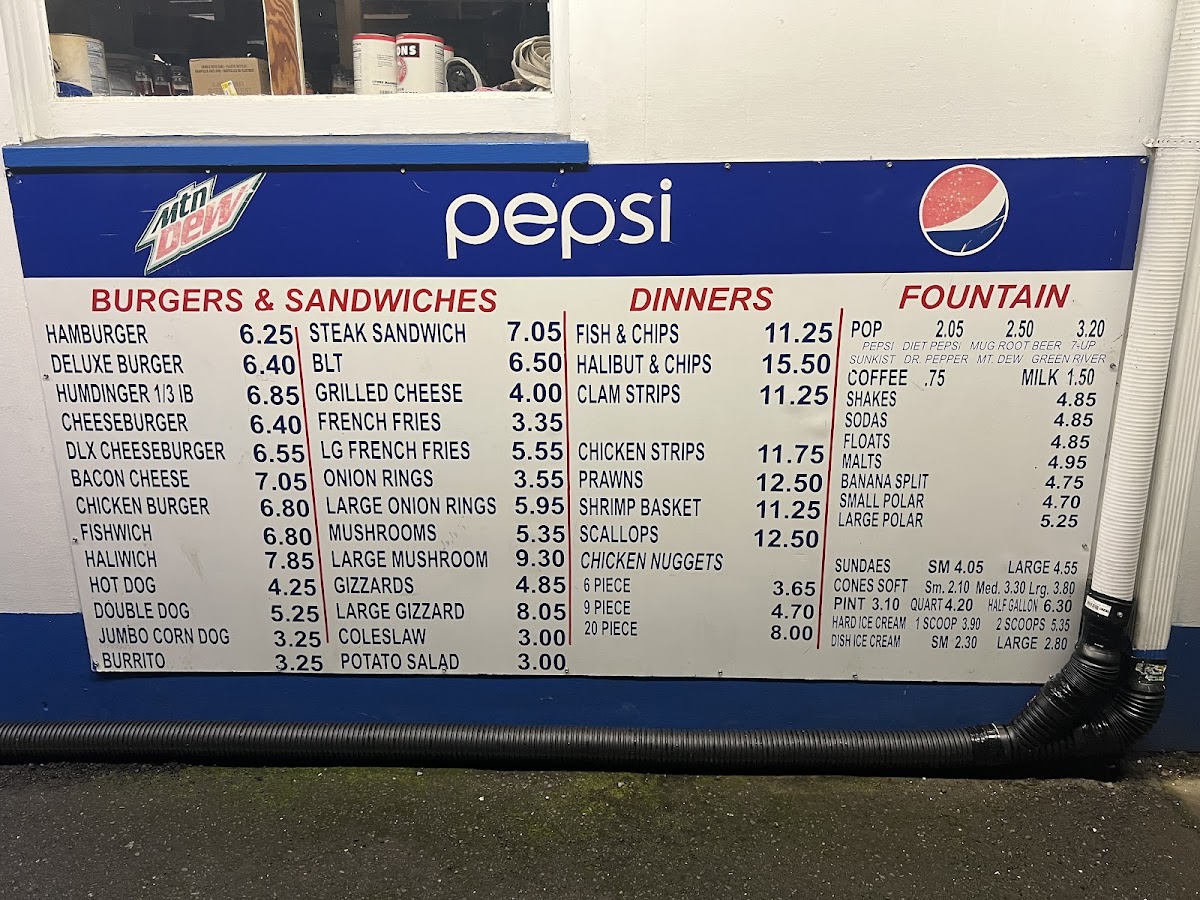 ONS
Mtn
DEW
pepsi
BURGERS & SANDWICHES
HAMBURGER 6.25
DELUXE BURGER 6.40
HUMDINGER 1/3 lB 6.85
CHEESEBURGER 6.40
DLX CHEESEBURGER 6.55
BACON CHEESE 7.05
CHICKEN BURGER 6.80
FISHWICH 6.80
HALIWICH 7.85
HOT DOG 4.25
DOUBLE DOG 5.25
JUMBO CORN DOG 3.25
BURRITO 3.25
STEAK SANDWICH 7.05
BLT 6.50
GRILLED CHEESE 4.00
FRENCH FRIES 3.35
LG FRENCH FRIES 5.55
ONION RINGS 3.55
LARGE ONION RINGS 5.95
MUSHROOMS 5.35
LARGE MUSHROOM 9.30
GIZZARDS 4.85
LARGE GIZZARD 8.05
COLESLAW 3.00
POTATO SALAD 3.00
DINNERS
FISH & CHIPS 11.25
HALIBUT & CHIPS 15.50
CLAM STRIPS 11.25
CHICKEN STRIPS 11.75
PRAWNS 12.50
SHRIMP BASKET 11.25
SCALLOPS 12.50
CHICKEN NUGGETS
6 PIECE 3.65
9 PIECE 4.70
20 PIECE 8.00
FOUNTAIN
POP 2.05 2.50 3.20
PEPSI DIET PEPSI MUG ROOT BEER 7-UP
SUNKIST DR. PEPPER MT. DEW GREEN RIVER
COFFEE .75 MILK 1.50
SHAKES 4.85
SODAS 4.85
FLOATS 4.85
MALTS 4.95
BANANA SPLIT 4.75
SMALL POLAR 4.70
LARGE POLAR 5.25
SUNDAES SM 4.05 LARGE 4.55
CONES SOFT Sm. 2.10 Med. 3.30 Lrg. 3.80
PINT 3.10 QUART 4.20 HALF GALLON 6.30
HARD ICE CREAM 1 SCOOP 3.90 2 SCOOPS 5.35
DISH ICE CREAM SM 2.30 LARGE 2.80